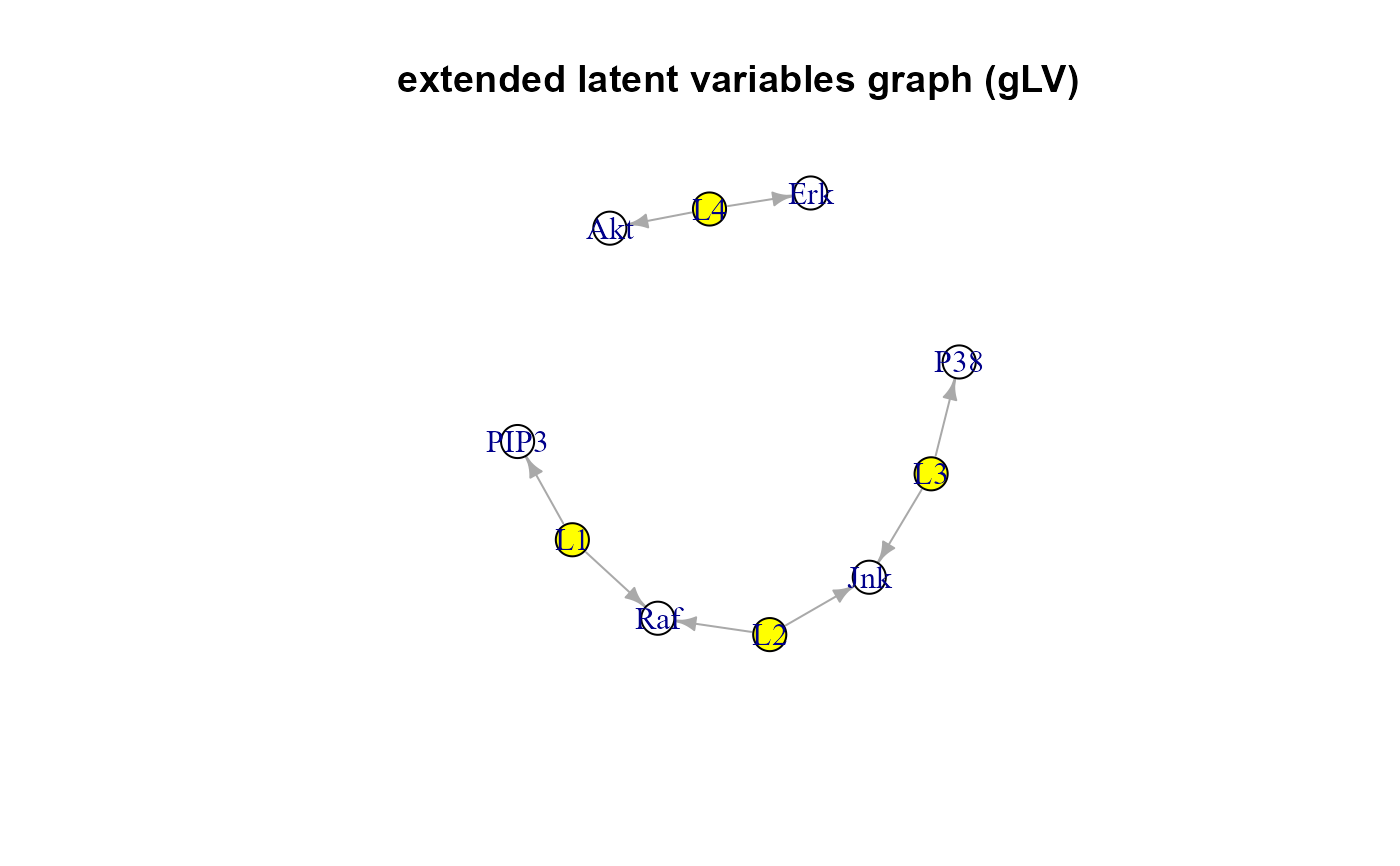 extended latent variables graph (gLV)
Erk
L4
Akt
P38
PIP3
L3
L1
Jnk
Raf
L2